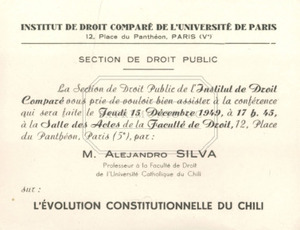 INSTITUT DE DROIT COMPARÉ DE L'UNIVERSITÉ DE PARIS
12, Place du Panthéon, PARIS (Vᵉ)
SECTION DE DROIT PUBLIC
La Section de Droit Public de l'Institut de Droit
Comparé vous prie de vouloir bien assister à la conférence
qui sera faite le Jeudi 15 Décembre 1949, à 17 h. 45,
à la Salle des Actes de la Faculté de Droit, 12, Place
du Panthéon, Paris (5ᵉ), par :
M. ALEJANDRO SILVA
Professeur à la Faculté de Droit
de l'Université Catholique du Chili
sur :
L'ÉVOLUTION CONSTITUTIONNELLE DU CHILI